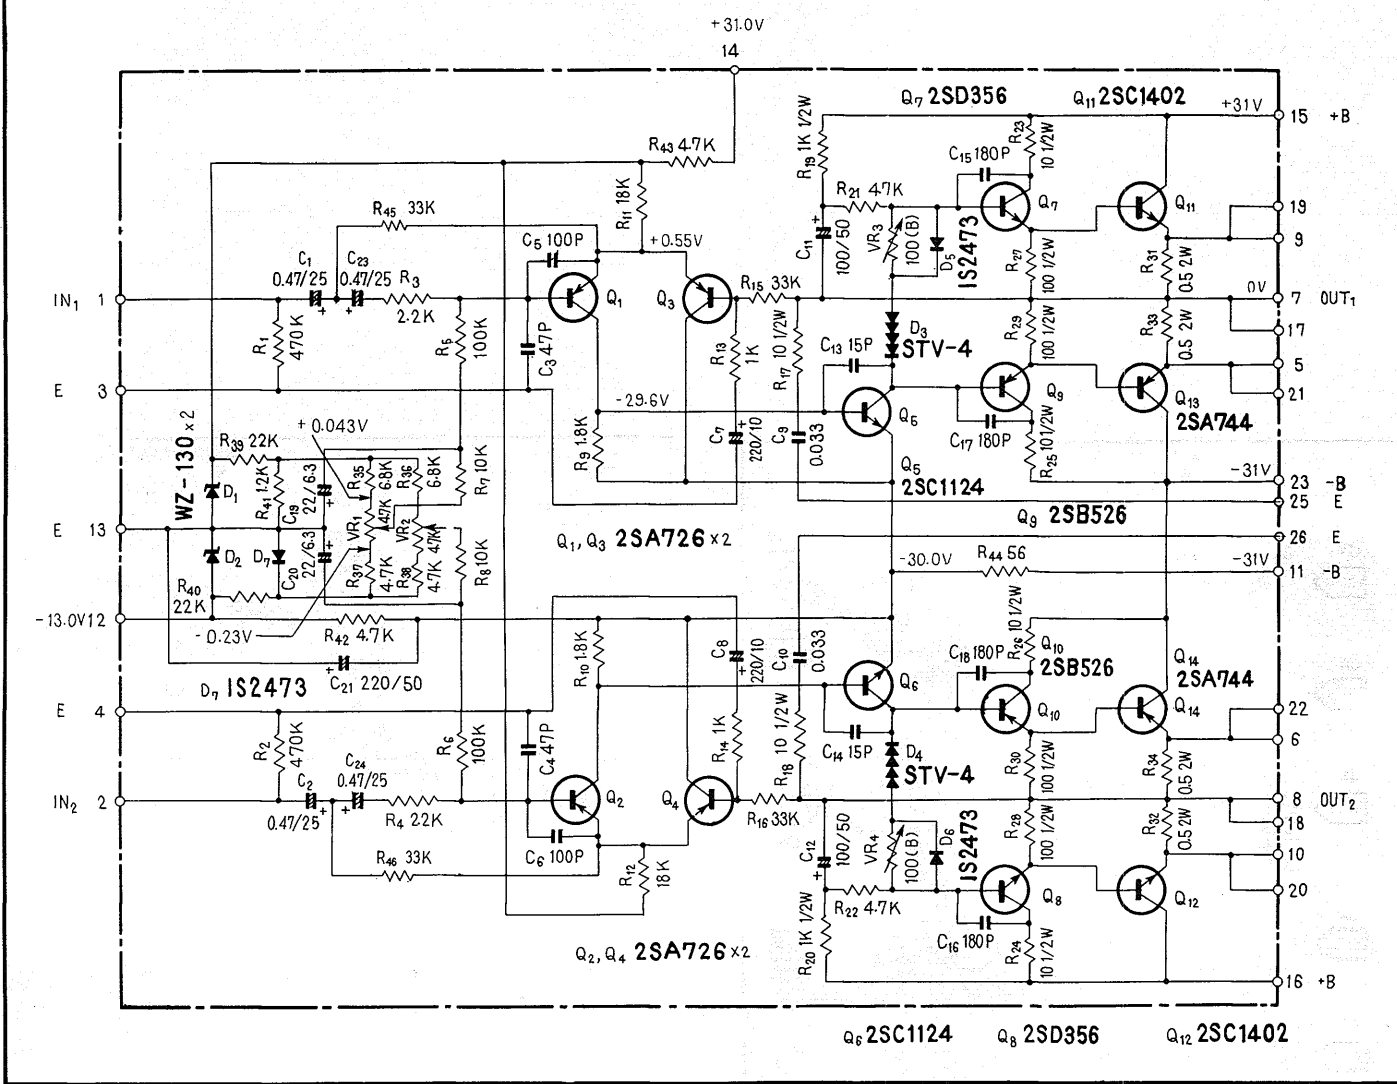 +31.0V
14
Q7 2SD356
Q11 2SC1402
+31V
15 +B
R43 4.7K
R19 1K 1/2W
R23
10 1/2W
C15 180P
R11 18K
R21 4.7K
Q7
Q11
19
R45 33K
C11
100/50
VR3
100(B)
D5
1S2473
R27
100 1/2W
9
C5 100P
+0.55V
R31
0.5 2W
C1
0.47/25
C23
0.47/25
R3
2.2K
IN1 1
Q1
Q3
R15 33K
0V
7 OUT1
R1
470K
R5
100K
C3 47P
R13
1K
R17 10 1/2W
C13 15P
D3
STV-4
R29
100 1/2W
R33
0.5 2W
17
5
E 3
21
-29.6V
Q5
Q9
Q13
2SA744
+0.043V
R9 1.8K
C7
220/10
C9
0.033
C17 180P
R25 10 1/2W
WZ-130 x 2
R39 22K
R41 1.2K
C19
22/6.3
R35
6.8K
R36
6.8K
R7 10K
Q5
2SC1124
-31V
23 -B
D1
25 E
VR1
4.7K
VR2
4.7K
Q9 2SB526
E 13
Q1, Q3 2SA726 x 2
26 E
D2
D7
C20
22/6.3
R37
4.7K
R38
4.7K
R8 10K
-30.0V
R44 56
-31V
11 -B
R40
22K
-13.0V 12
-0.23V
R42 4.7K
C21 220/50
D7 1S2473
R10 1.8K
C8
220/10
C10
0.033
R26 10 1/2W
Q10
2SB526
C18 180P
Q14
2SA744
Q6
E 4
Q10
Q14
22
R2
470K
R6
100K
C4 47P
R14 1K
R18 10 1/2W
C14 15P
D4
STV-4
R30
100 1/2W
R34
0.5 2W
6
C2
0.47/25
C24
0.47/25
IN2 2
R4 22K
Q2
Q4
R16 33K
8 OUT2
18
C6 100P
R46 33K
R12
18K
C12
100/50
VR4
100(B)
D6
1S2473
R28
100 1/2W
R32
0.5 2W
10
R22 4.7K
Q8
Q12
20
R20 1K 1/2W
C16 180P
R24
10 1/2W
Q2, Q4 2SA726 x 2
16 +B
Q6 2SC1124
Q8 2SD356
Q12 2SC1402